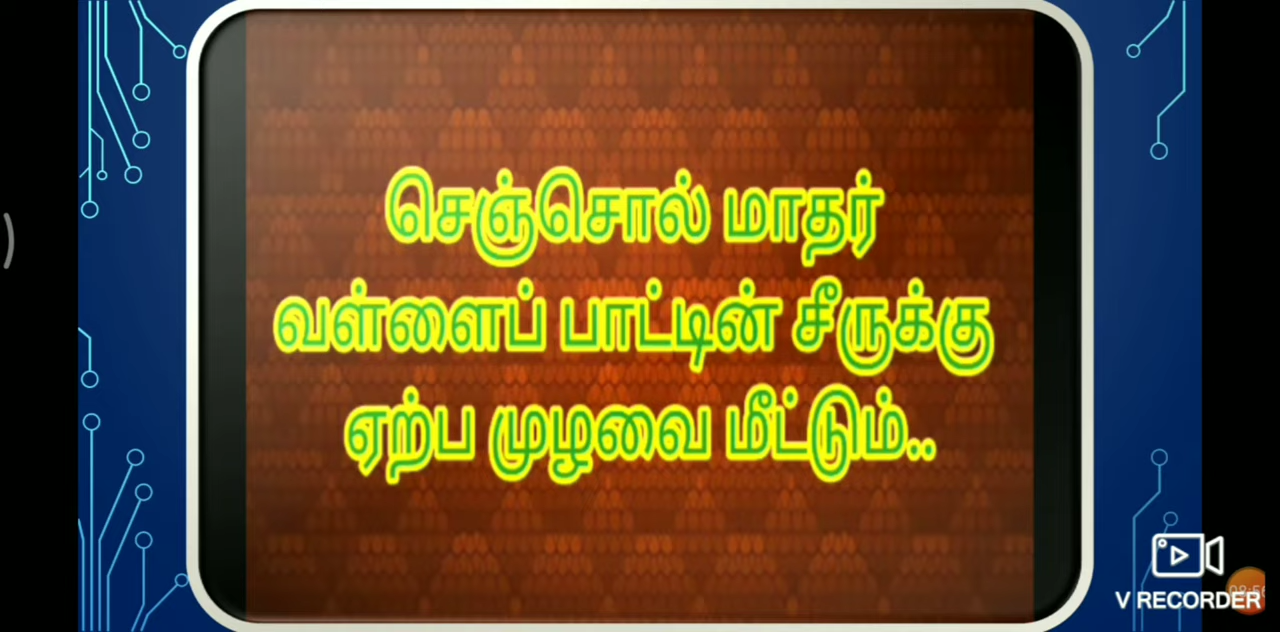 செஞ்சொல் மாதர்
வள்ளைப் பாட்டின் சீருக்கு
ஏற்ப முழவை மீட்டும்..
V RECORDER